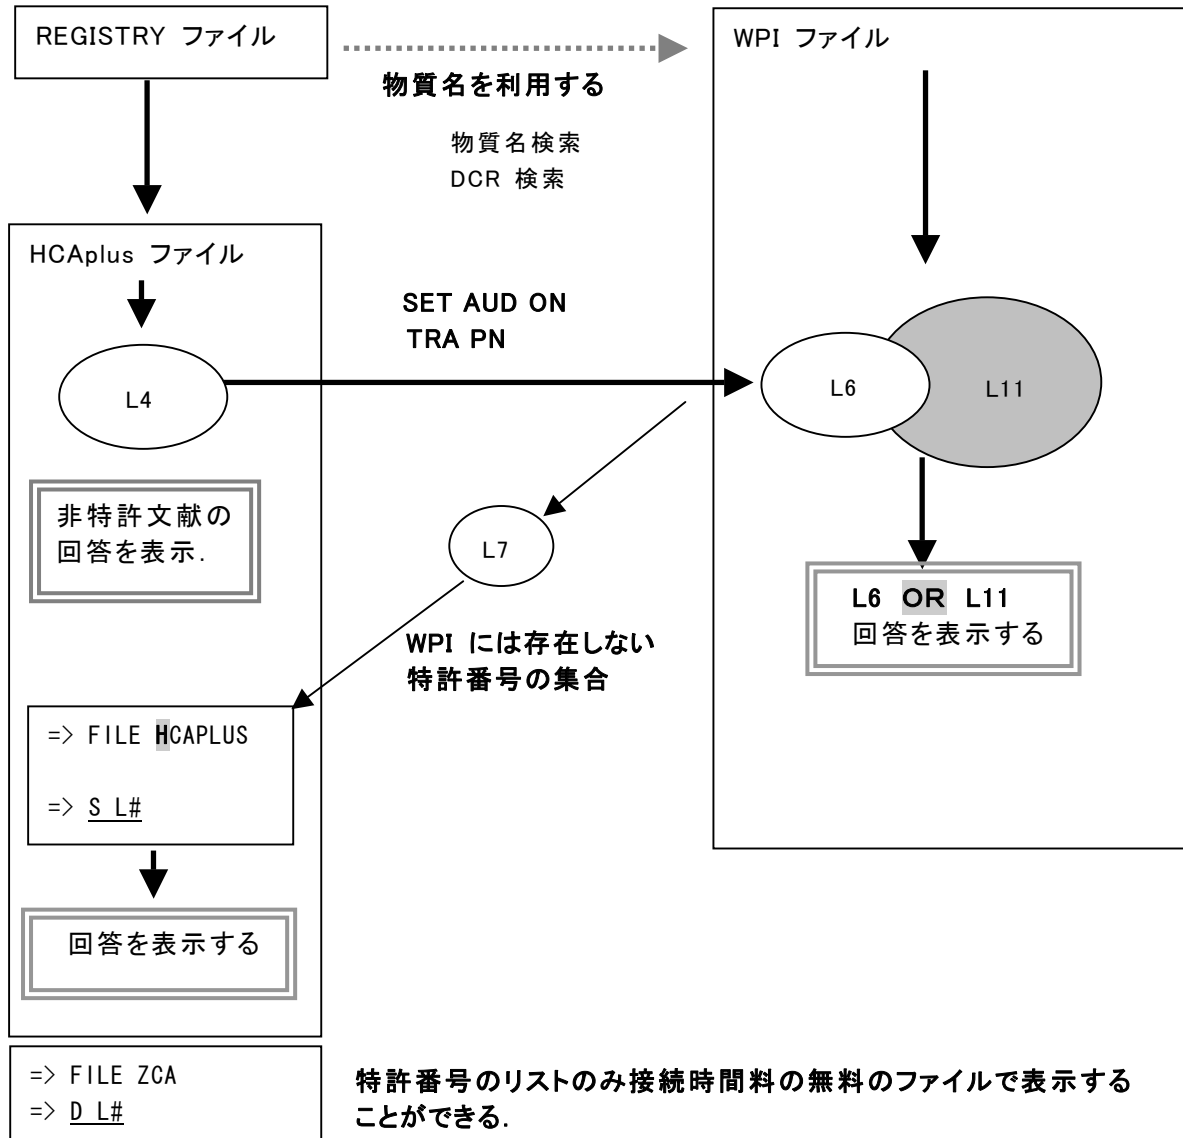 REGISTRY ファイル
物質名を利用する
物質名検索
DCR 検索
WPI ファイル
HCAplus ファイル
SET AUD ON
TRA PN
L4
L6
L11
非特許文献の
回答を表示.
L7
WPI には存在しない
特許番号の集合
L6 OR L11
回答を表示する
=> FILE HCAPLUS
=> S L#
回答を表示する
=> FILE ZCA
=> D L#
特許番号のリストのみ接続時間料の無料のファイルで表示する
ことができる.